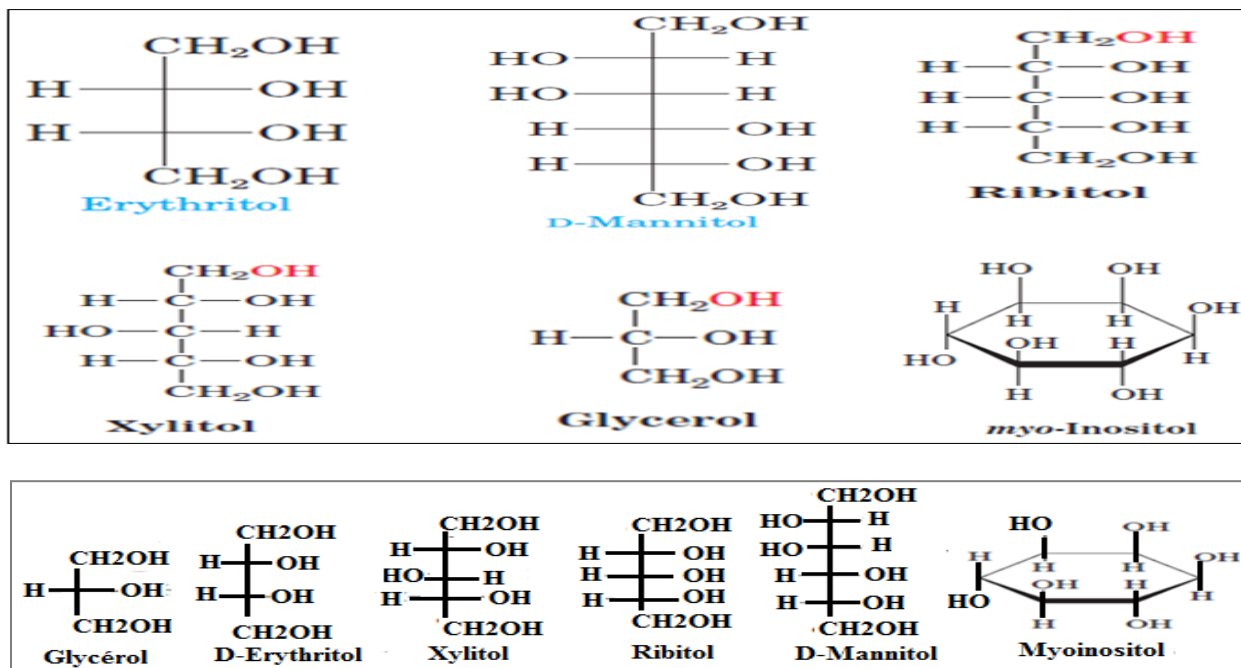 CH₂OH
H OH
H OH
CH₂OH
Erythritol
CH₂OH
HO H
HO H
H OH
H OH
CH₂OH
D-Mannitol
CH₂OH
H—C—OH
H—C—OH
H—C—OH
CH₂OH
Ribitol
CH₂OH
H—C—OH
HO—C—H
H—C—OH
CH₂OH
Xylitol
CH₂OH
H—C—OH
CH₂OH
Glycerol
HO OH
H OH
H H
OH H
HO H
H OH
myo-Inositol
CH2OH
H OH
CH2OH
Glycérol
CH2OH
H OH
H OH
CH2OH
D-Erythritol
CH2OH
H OH
HO H
H OH
CH2OH
Xylitol
CH2OH
H OH
H OH
H OH
CH2OH
Ribitol
CH2OH
HO H
HO H
H OH
H OH
CH2OH
D-Mannitol
HO OH
H OH
H H
OH H
HO H
H OH
Myoinositol